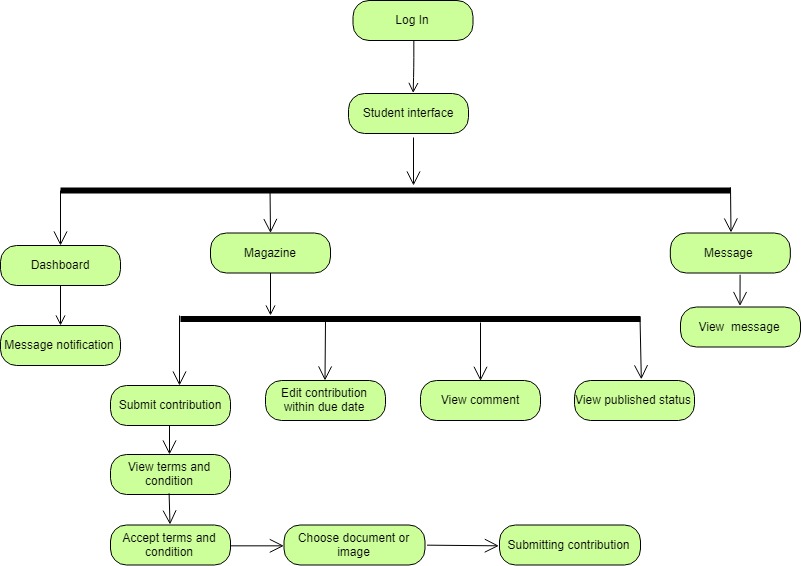 Log In
Student interface
Dashboard
Magazine
Message
Message notification
View  message
Submit contribution
Edit contribution
within due date
View comment
View published status
View terms and
condition
Accept terms and
condition
Choose document or
image
Submitting contribution